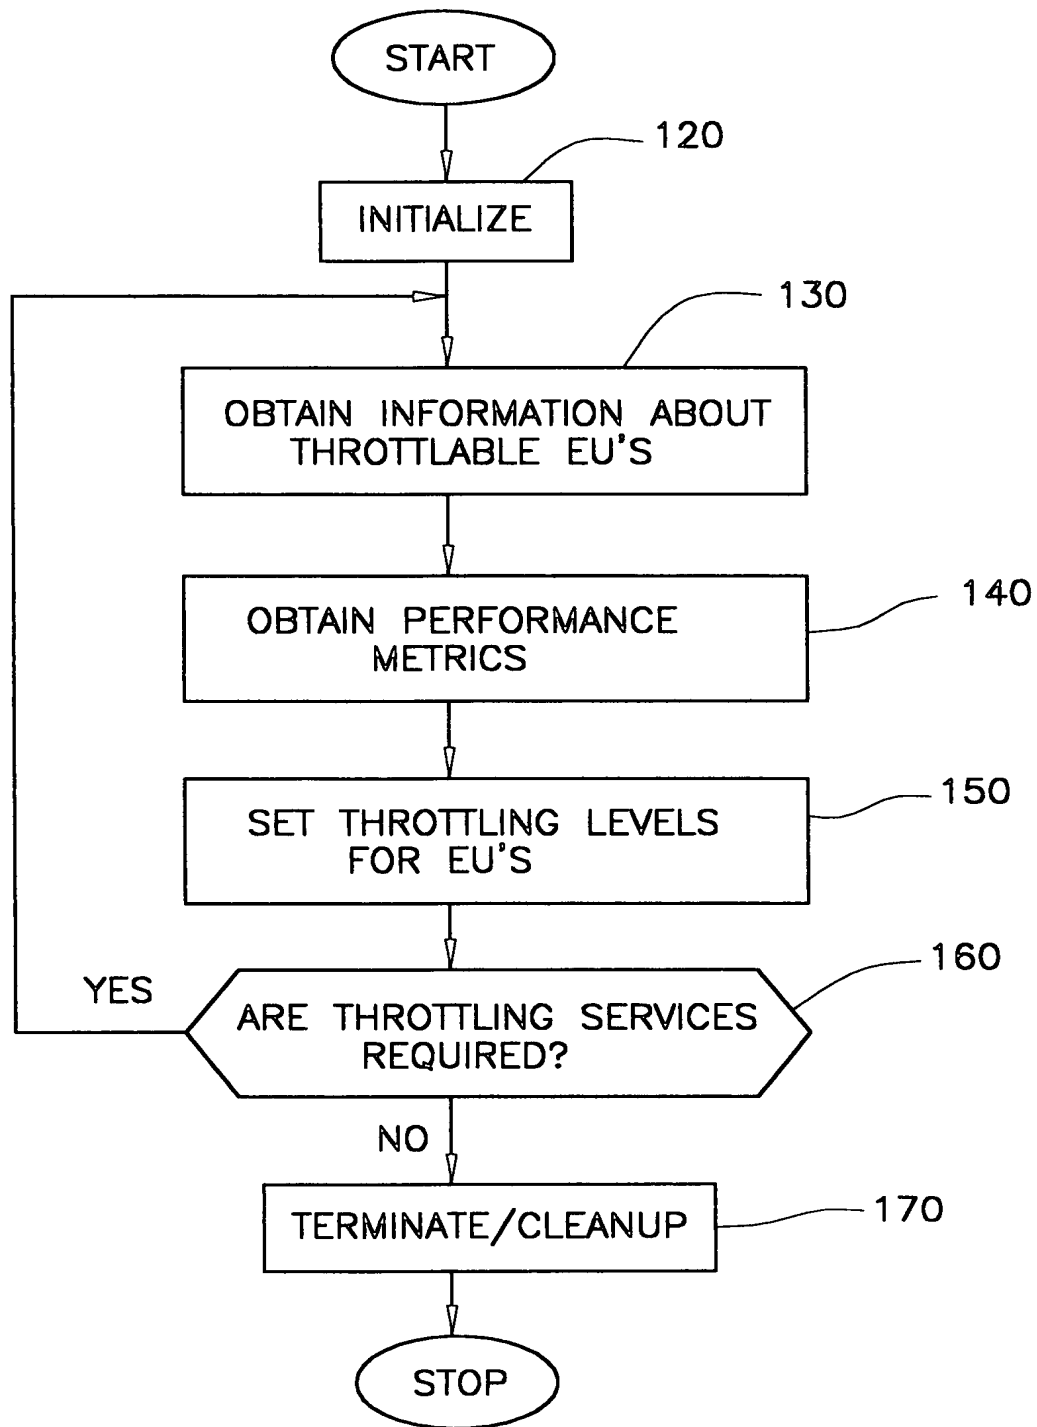 START
120
INITIALIZE
130
OBTAIN INFORMATION ABOUT
THROTTLABLE EU'S
140
OBTAIN PERFORMANCE
METRICS
150
SET THROTTLING LEVELS
FOR EU'S
160
YES
ARE THROTTLING SERVICES
REQUIRED?
NO
170
TERMINATE/CLEANUP
STOP